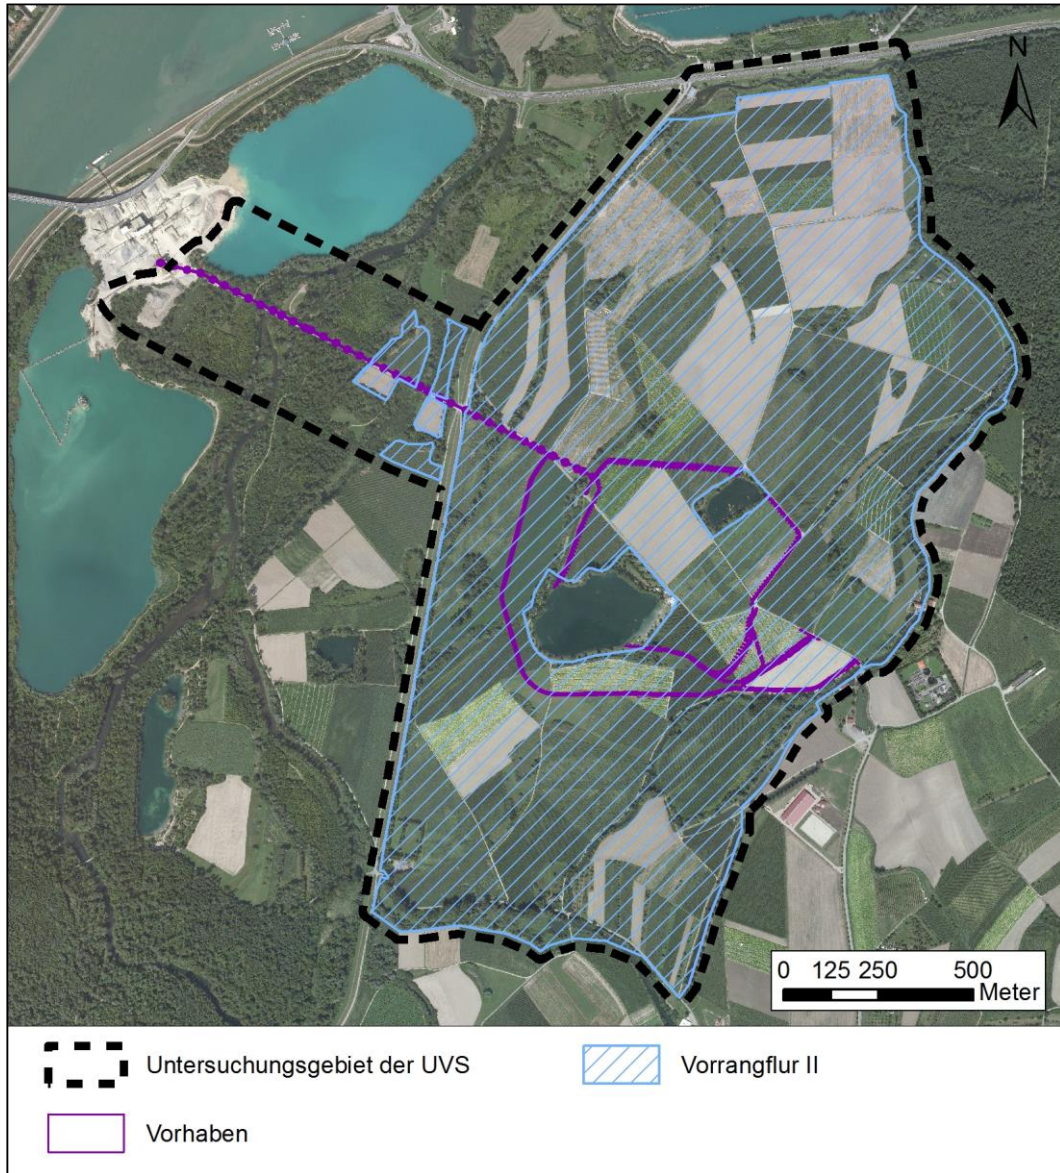 N
0 125 250 500
Meter
Untersuchungsgebiet der UVS
Vorrangflur II
Vorhaben